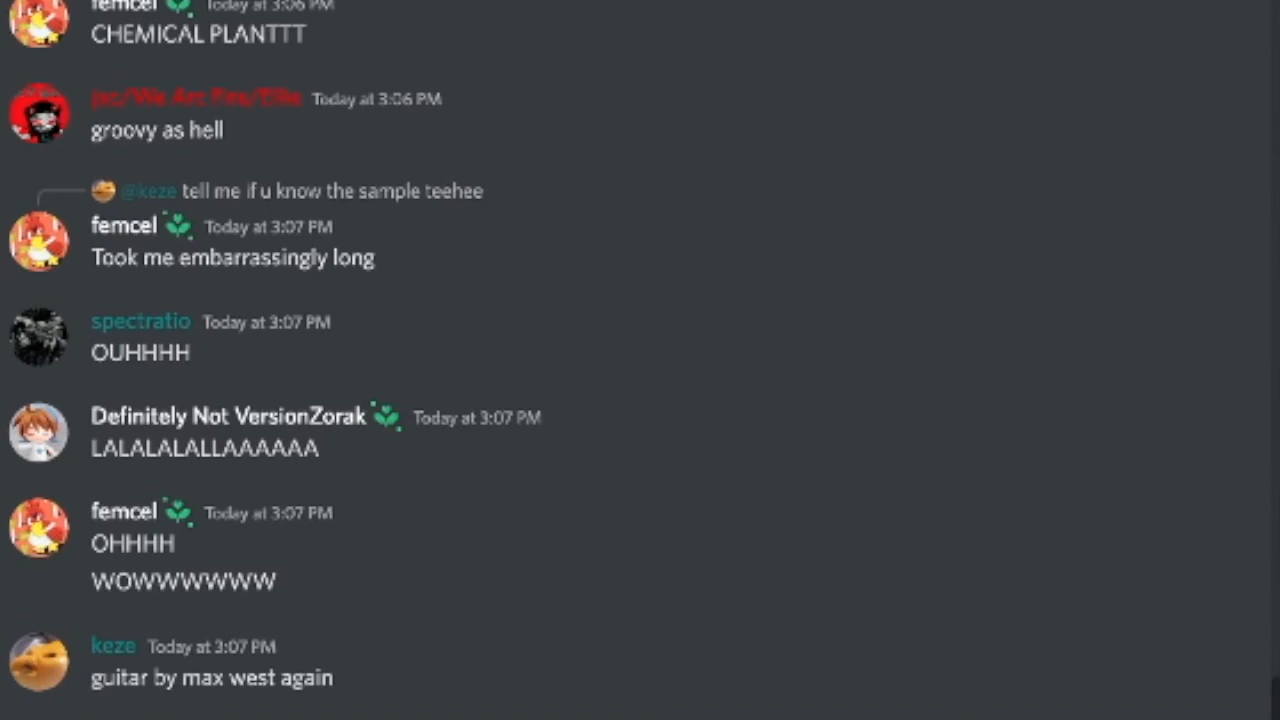 femcel Today at 3:06 PM
CHEMICAL PLANTTT
Today at 3:06 PM
groovy as hell
@keze tell me if u know the sample teehee
femcel Today at 3:07 PM
Took me embarrassingly long
spectratio Today at 3:07 PM
OUHHHH
Definitely Not VersionZorak Today at 3:07 PM
LALALALALLAAAAAA
femcel Today at 3:07 PM
OHHHH
WOWWWWWW
keze Today at 3:07 PM
guitar by max west again